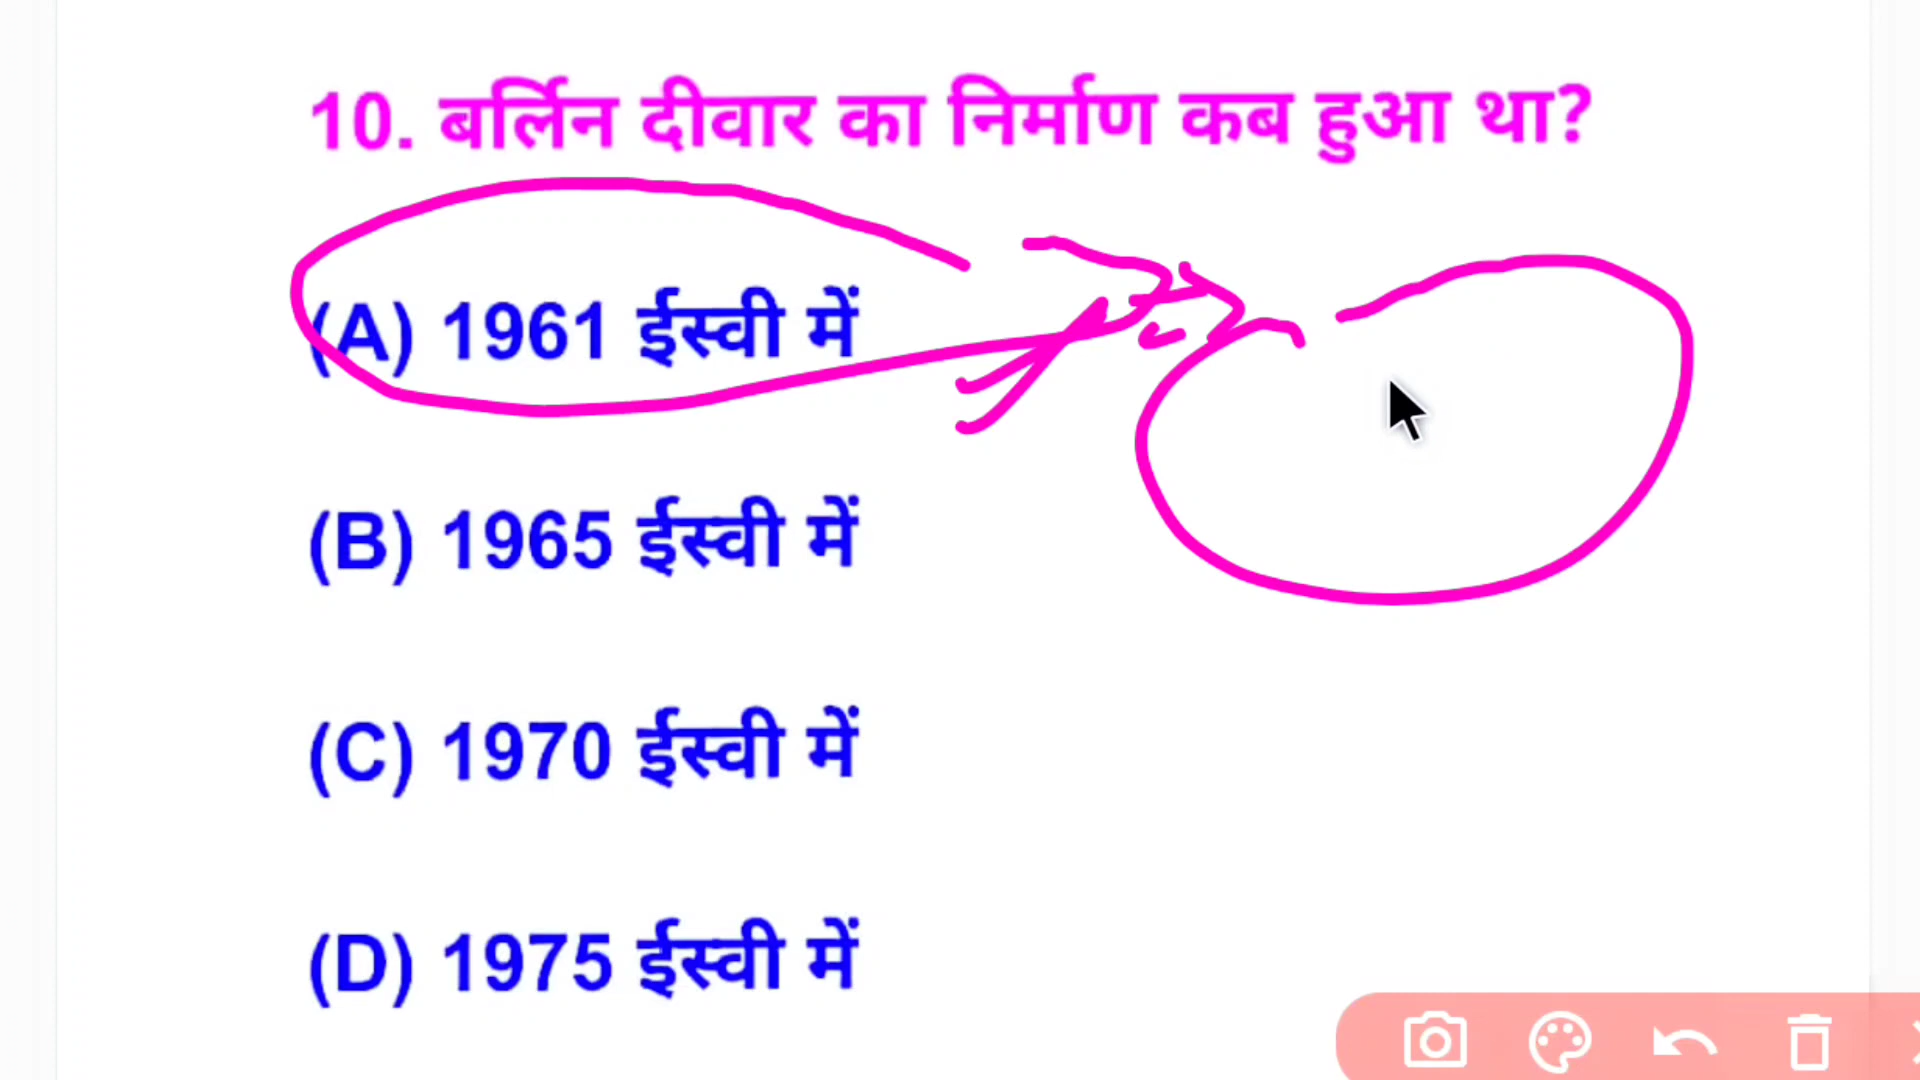 10. बर्लिन दीवार का निर्माण कब हुआ था?
(A) 1961 ईस्वी में
(B) 1965 ईस्वी में
(C) 1970 ईस्वी में
(D) 1975 ईस्वी में